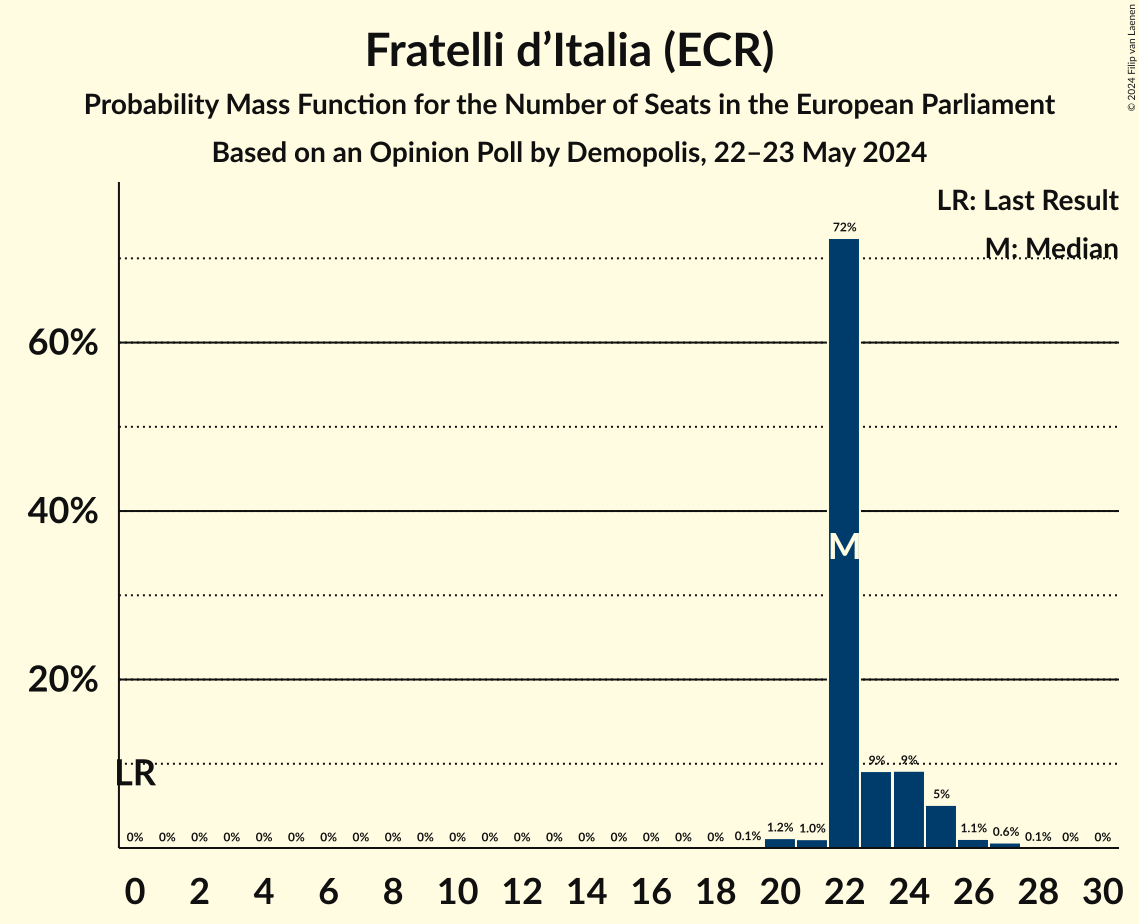 Fratelli d’Italia (ECR)
Probability Mass Function for the Number of Seats in the European Parliament
Based on an Opinion Poll by Demopolis, 22–23 May 2024
© 2024 Filip van Laenen
LR: Last Result
M: Median
72%
60%
40%
M
20%
LR
9% 9%
5%
0% 0% 0% 0% 0% 0% 0% 0% 0% 0% 0% 0% 0% 0% 0% 0% 0% 0% 0% 0.1% 1.2% 1.0% 1.1% 0.6% 0.1% 0% 0%
0 2 4 6 8 10 12 14 16 18 20 22 24 26 28 30